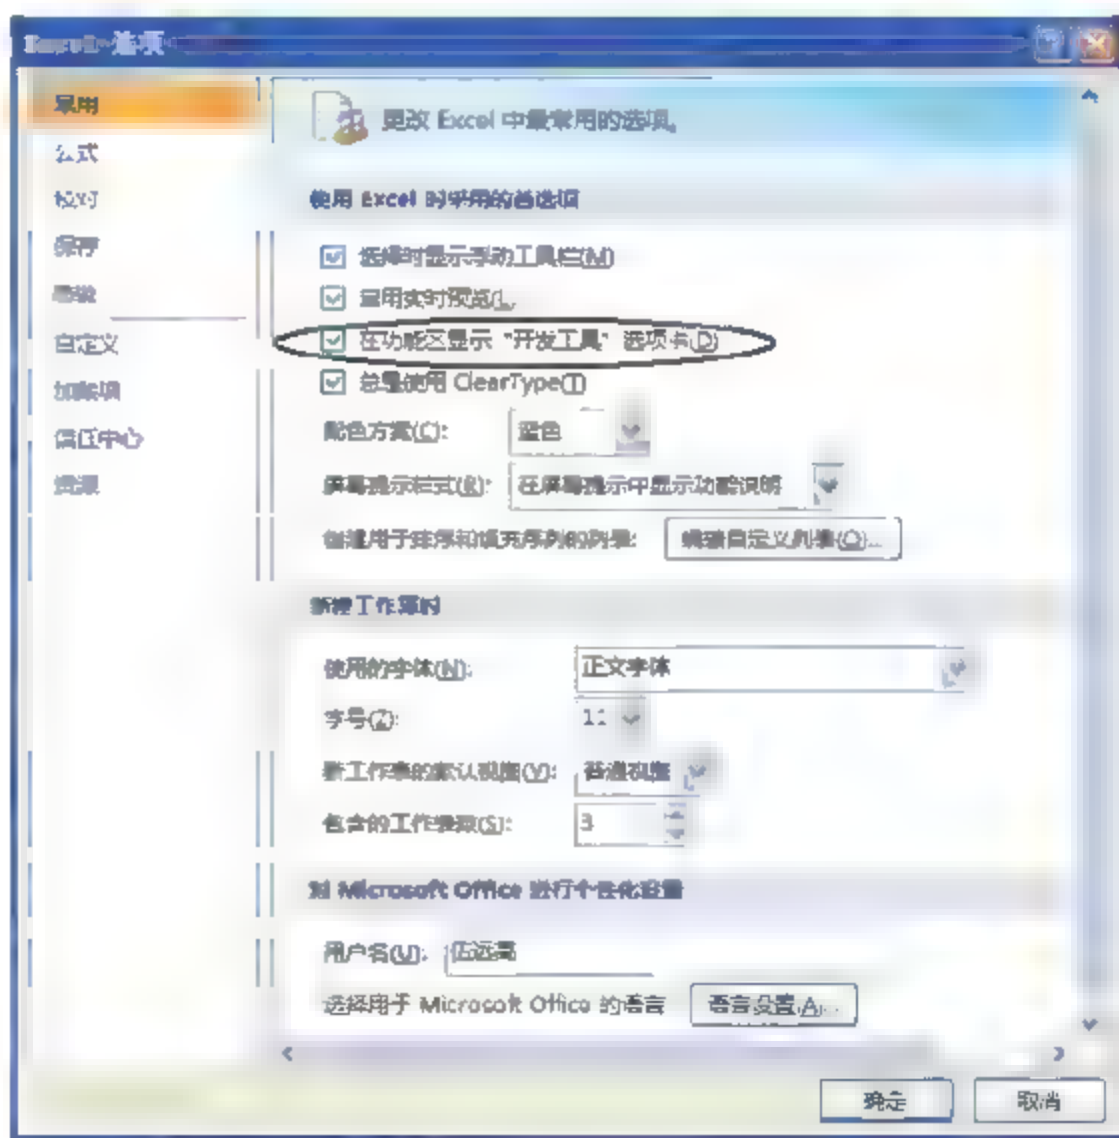 Excel 选项
常用
公式
校对
保存
高级
自定义
加载项
信任中心
资源
更改 Excel 中最常用的选项。
使用 Excel 时采用的首选项
选择时显示浮动工具栏(M)
启用实时预览(L)
在功能区显示“开发工具”选项卡(D)
总是使用 ClearType(T)
配色方案(C): 蓝色
屏幕提示样式(R): 在屏幕提示中显示功能说明
创建用于排序和填充序列的列表: 编辑自定义列表(O)...
新建工作簿时
使用的字体(N): 正文字体
字号(Z): 11
新工作表的默认视图(V): 普通视图
包含的工作表数(S): 3
对 Microsoft Office 进行个性化设置
用户名(U): 伍远高
选择用于 Microsoft Office 的语言 语言设置(A)...
确定 取消